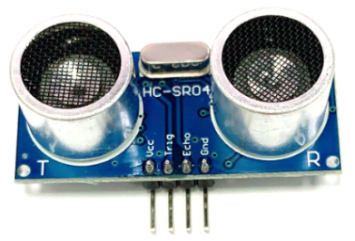 HC-SR04
Vcc
Trig
Echo
Gnd
T
R